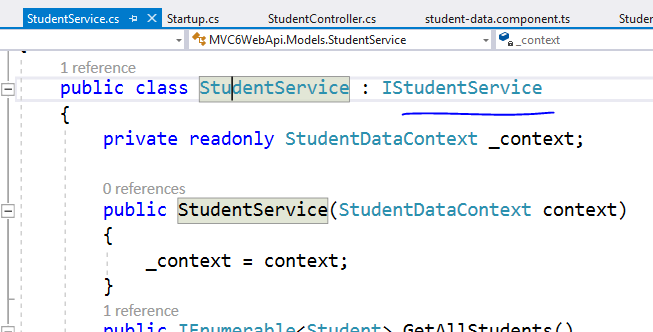 StudentService.cs Startup.cs StudentController.cs student-data.component.ts Studen
MVC6WebApi.Models.StudentService _context
1 reference
public class StudentService : IStudentService
{
private readonly StudentDataContext _context;
0 references
public StudentService(StudentDataContext context)
{
_context = context;
}
1 reference
public IEnumerable<Student> GetAllStudents()